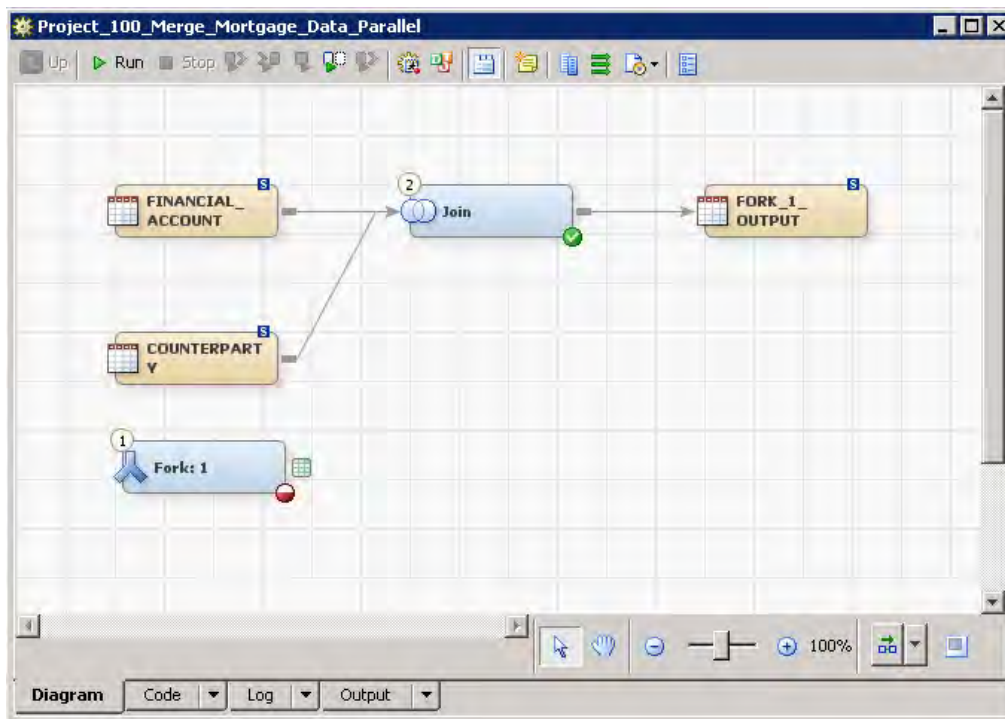 Project_100_Merge_Mortgage_Data_Parallel
Up Run Stop
S
FINANCIAL_
ACCOUNT
2
Join
S
FORK_1_
OUTPUT
S
COUNTERPART
Y
1
Fork: 1
100%
Diagram Code Log Output